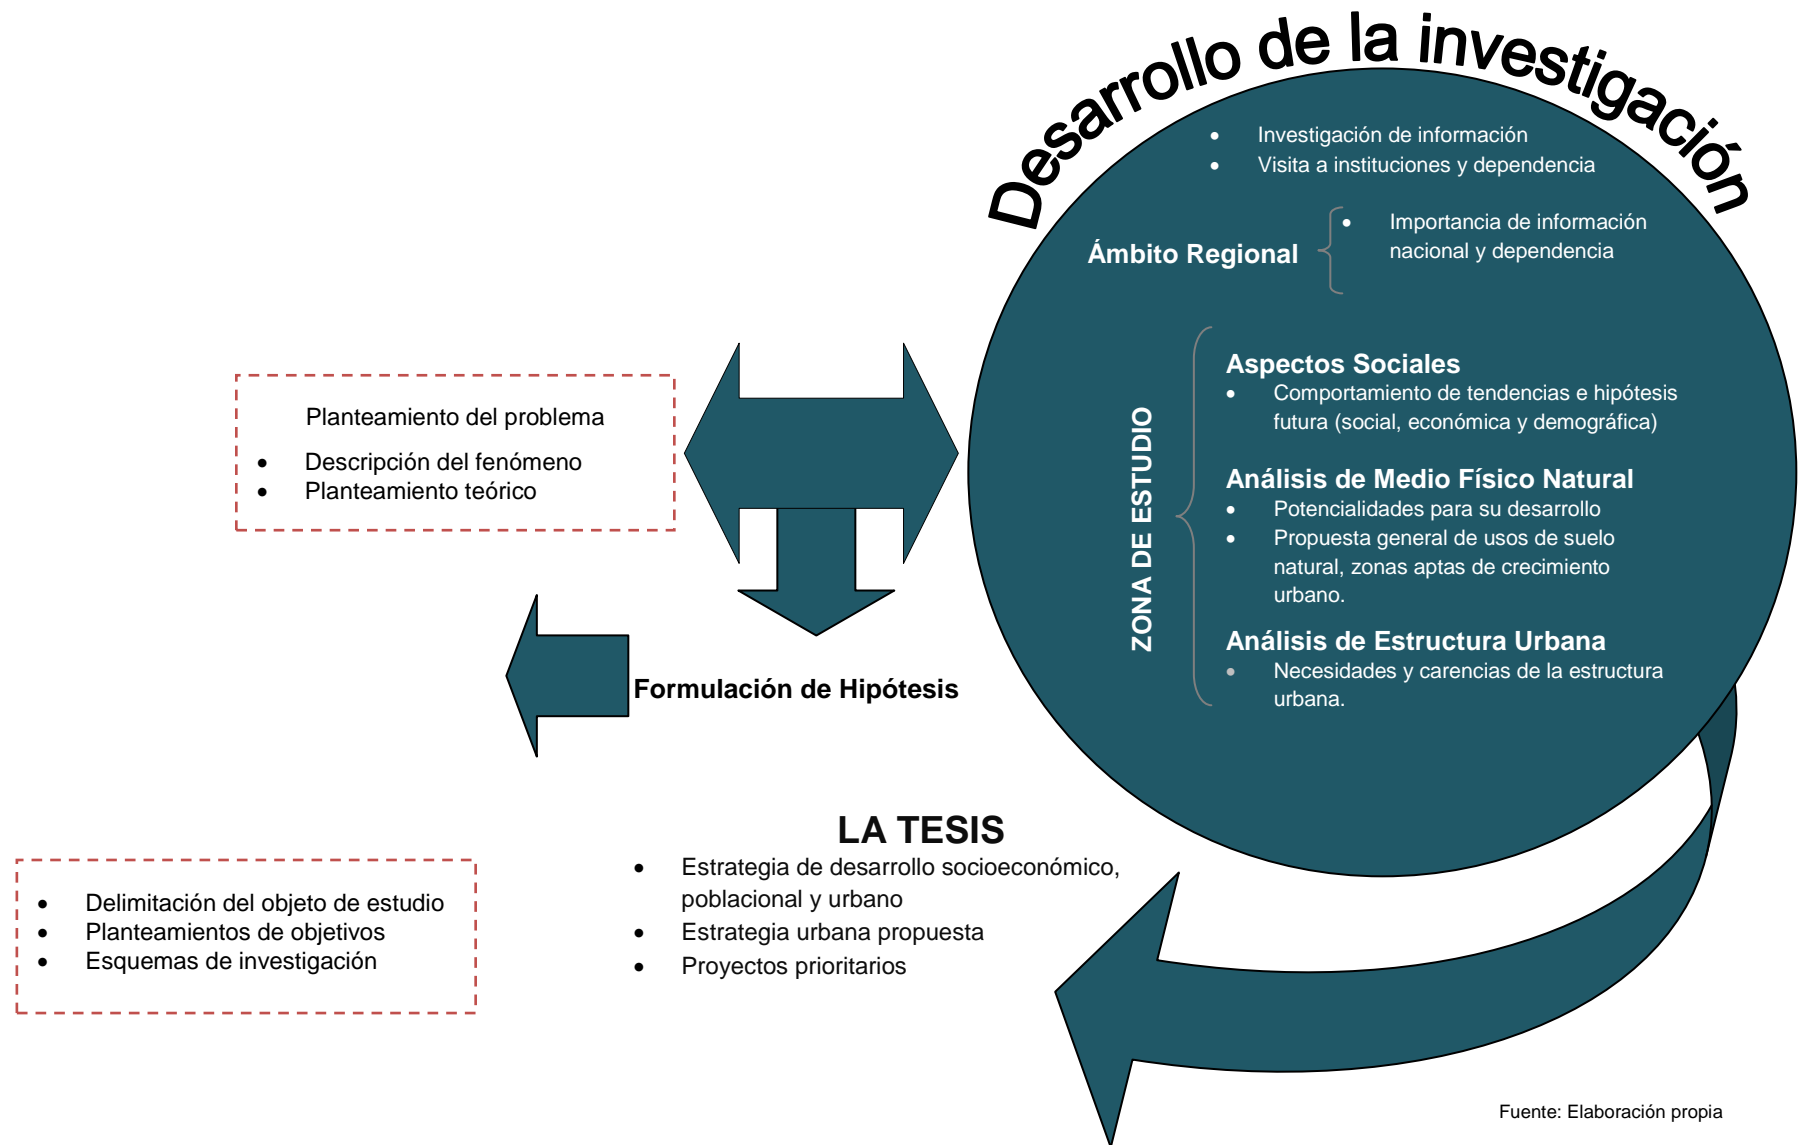 Desarrollo de la investigación
Investigación de información
Visita a instituciones y dependencia
Ámbito Regional
Importancia de información
nacional y dependencia
ZONA DE ESTUDIO
Aspectos Sociales
Comportamiento de tendencias e hipótesis
futura (social, económica y demográfica)
Análisis de Medio Físico Natural
Potencialidades para su desarrollo
Propuesta general de usos de suelo
natural, zonas aptas de crecimiento
urbano.
Análisis de Estructura Urbana
Necesidades y carencias de la estructura
urbana.
Planteamiento del problema
Descripción del fenómeno
Planteamiento teórico
Formulación de Hipótesis
Delimitación del objeto de estudio
Planteamientos de objetivos
Esquemas de investigación
LA TESIS
Estrategia de desarrollo socioeconómico,
poblacional y urbano
Estrategia urbana propuesta
Proyectos prioritarios
Fuente: Elaboración propia